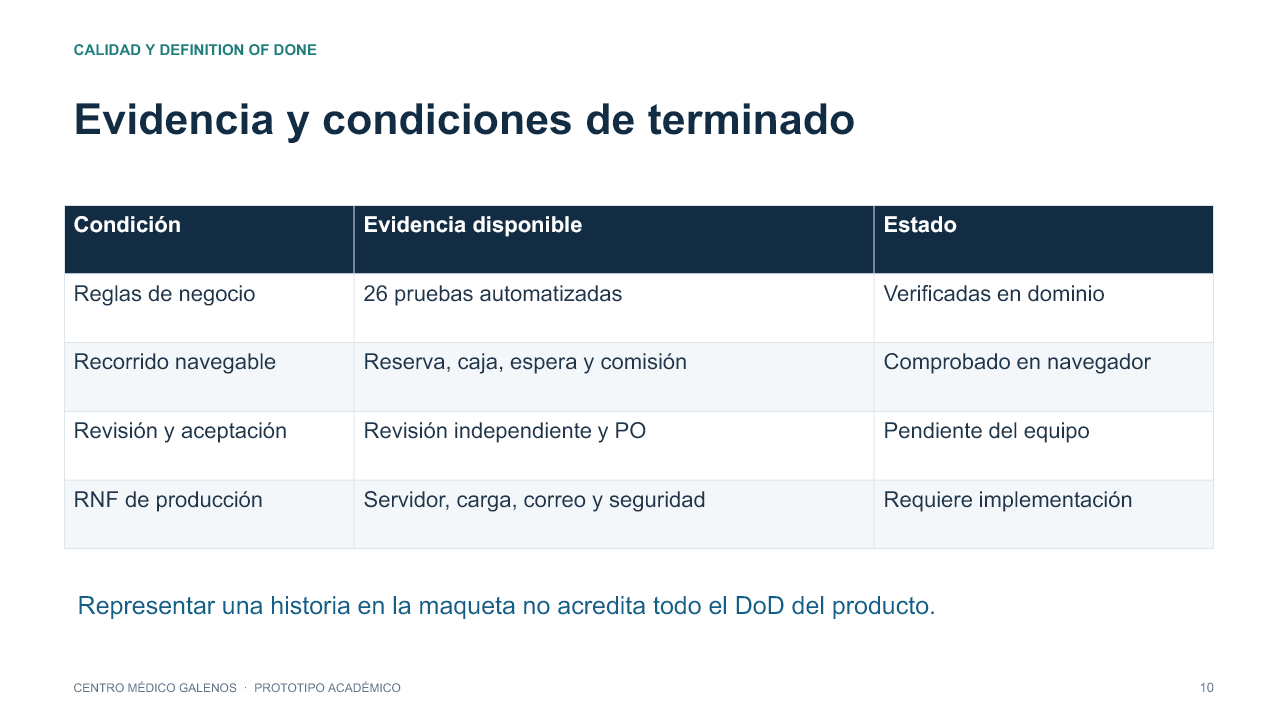 CALIDAD Y DEFINITION OF DONE
Evidencia y condiciones de terminado
Condición Evidencia disponible Estado
Reglas de negocio 26 pruebas automatizadas Verificadas en dominio
Recorrido navegable Reserva, caja, espera y comisión Comprobado en navegador
Revisión y aceptación Revisión independiente y PO Pendiente del equipo
RNF de producción Servidor, carga, correo y seguridad Requiere implementación
Representar una historia en la maqueta no acredita todo el DoD del producto.
CENTRO MÉDICO GALENOS · PROTOTIPO ACADÉMICO 10